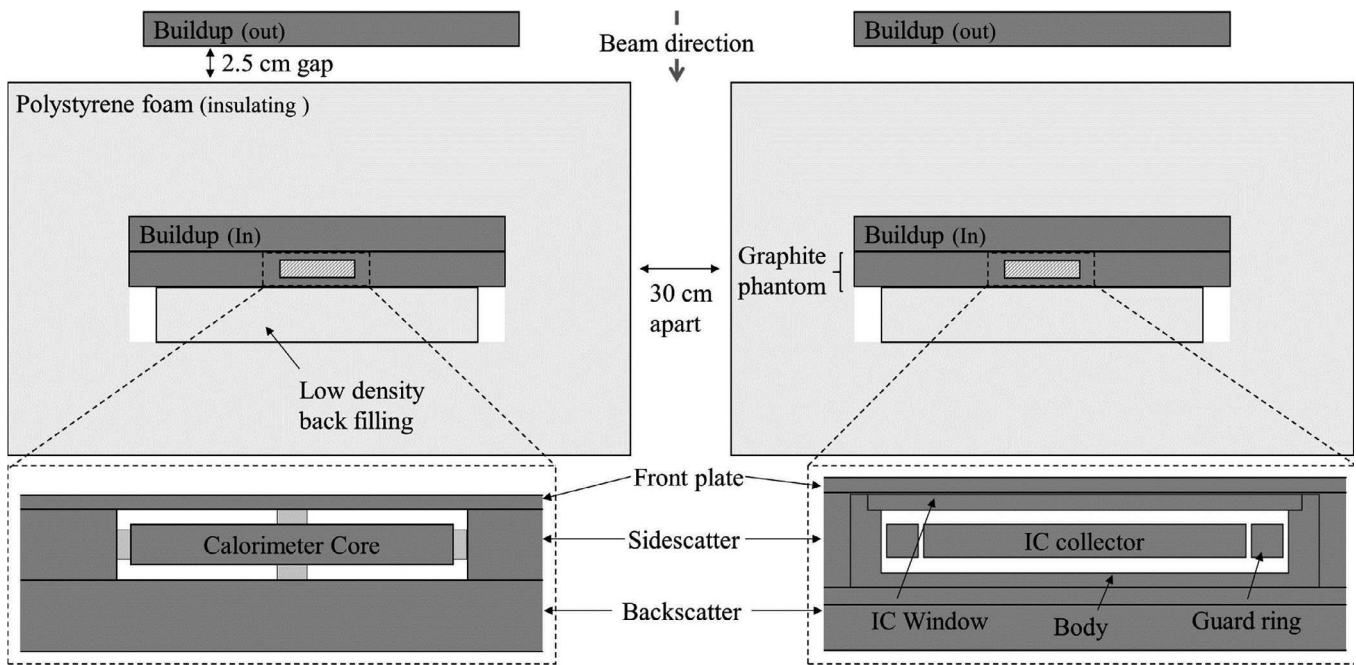 Buildup (out)
2.5 cm gap
Beam direction
Buildup (out)
Polystyrene foam (insulating )
Buildup (In)
Low density
back filling
30 cm
apart
Graphite
phantom
Buildup (In)
Front plate
Sidescatter
Backscatter
Calorimeter Core
IC collector
IC Window
Body
Guard ring